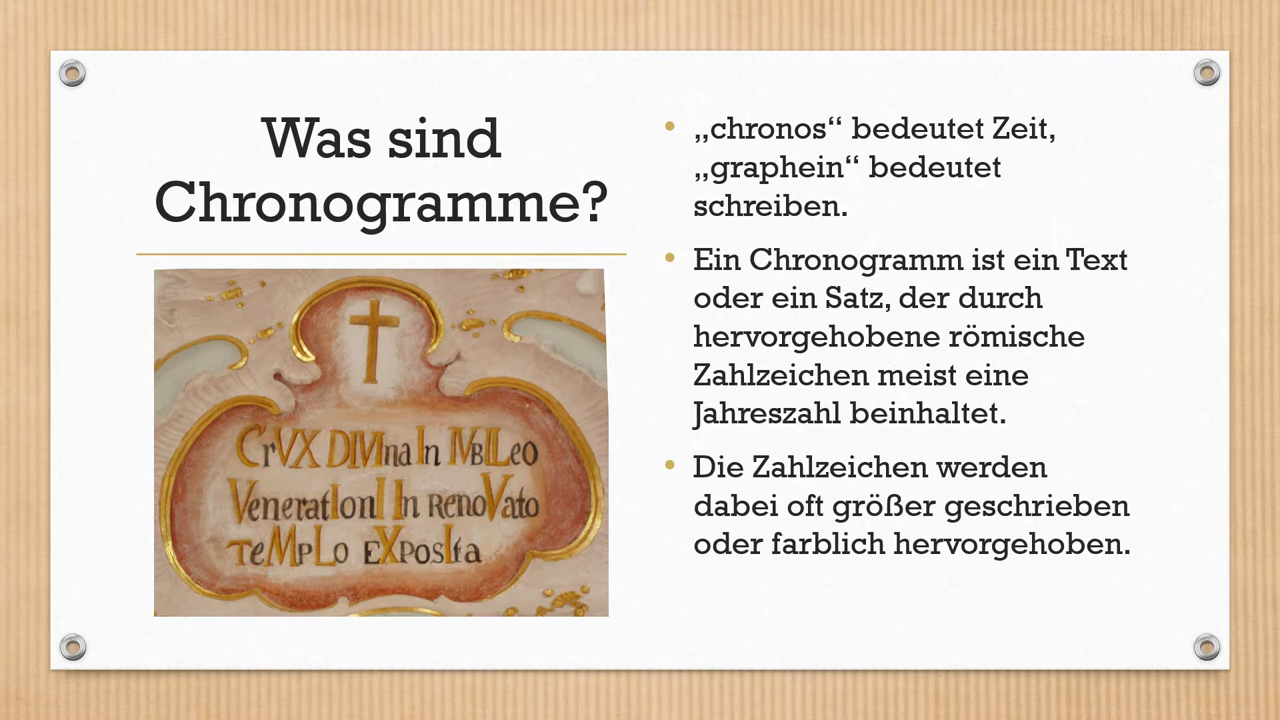 Was sind
Chronogramme?
CrVX DIVIna In IVBILeo
VeneratIonI In RenoVato
TeMpLo EXposIta
• „chronos“ bedeutet Zeit,
„graphein“ bedeutet
schreiben.
• Ein Chronogramm ist ein Text
oder ein Satz, der durch
hervorgehobene römische
Zahlzeichen meist eine
Jahreszahl beinhaltet.
• Die Zahlzeichen werden
dabei oft größer geschrieben
oder farblich hervorgehoben.